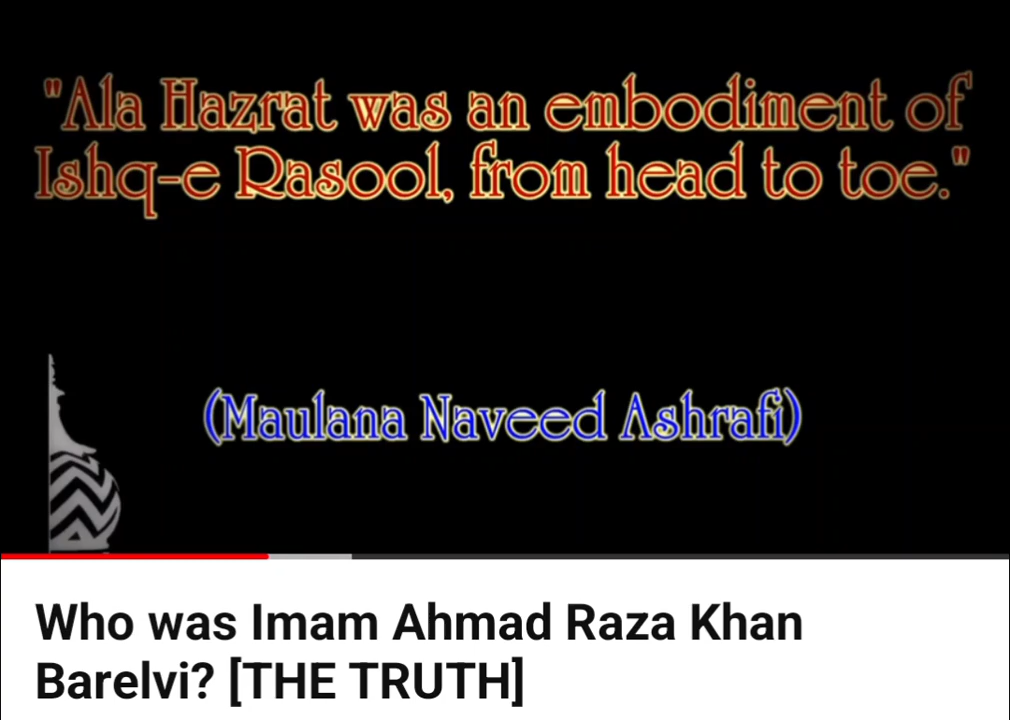 "Ala Hazrat was an embodiment of
Ishq-e Rasool, from head to toe."
(Maulana Naveed Ashrafi)
Who was Imam Ahmad Raza Khan
Barelvi? [THE TRUTH]